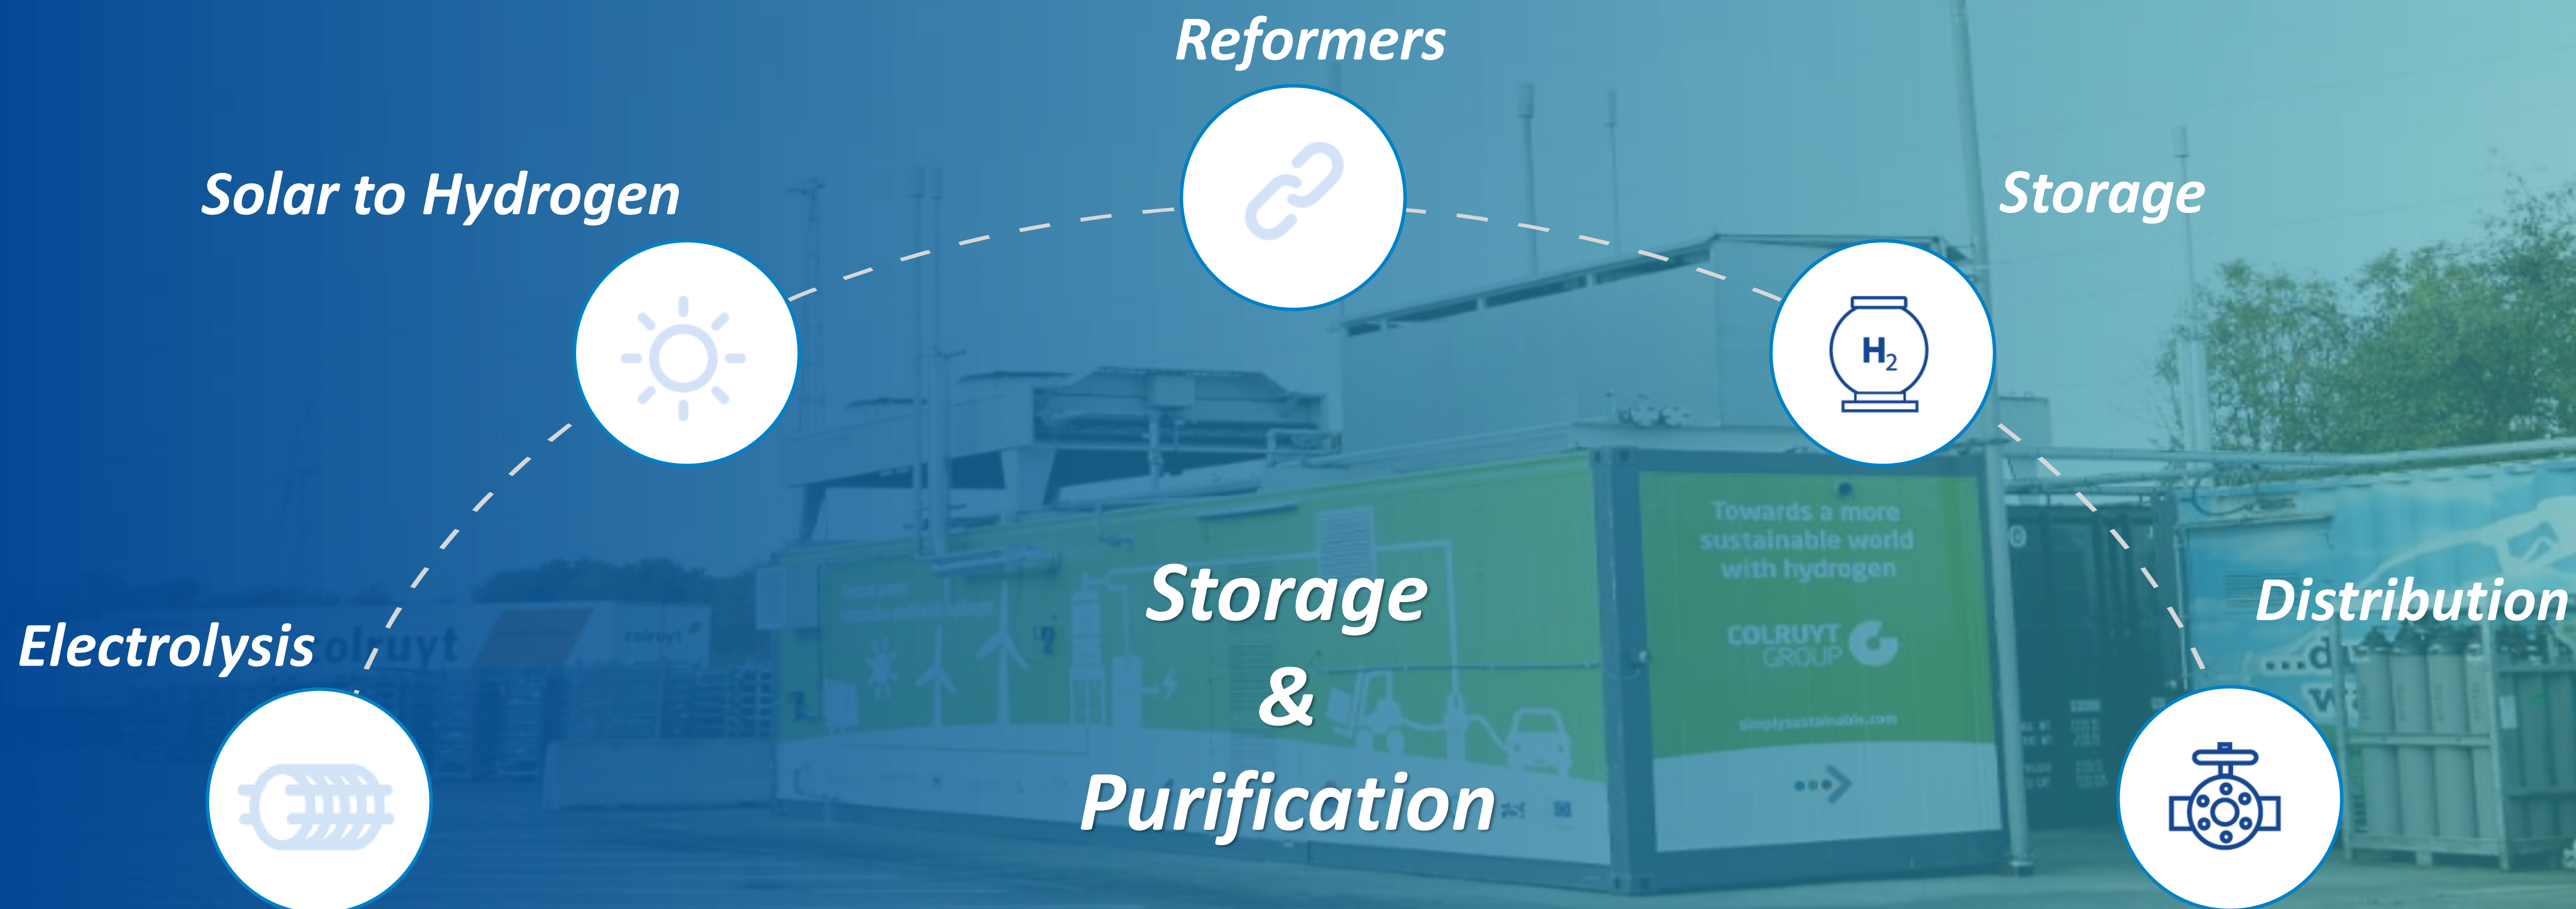 Reformers
Solar to Hydrogen
Storage
H2
Electrolysis
Distribution
Storage
&
Purification
Towards a more
sustainable world
with hydrogen
COLRUYT
GROUP
simplysustainable.com
colruyt
colruyt